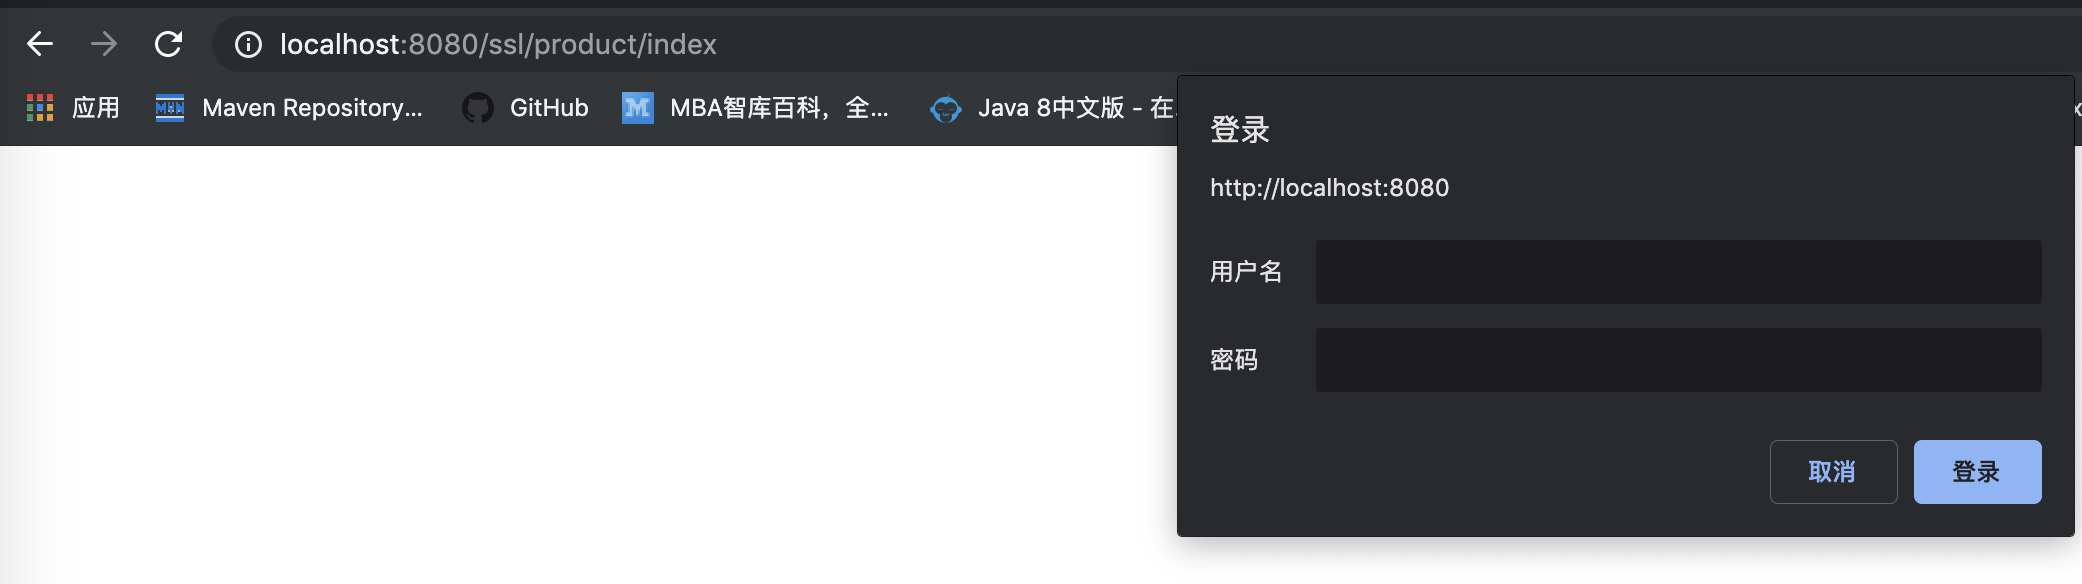 localhost:8080/ssl/product/index
应用 Maven Repository... GitHub MBA智库百科，全... Java 8中文版 - 在...
登录
http://localhost:8080
用户名
密码
取消 登录